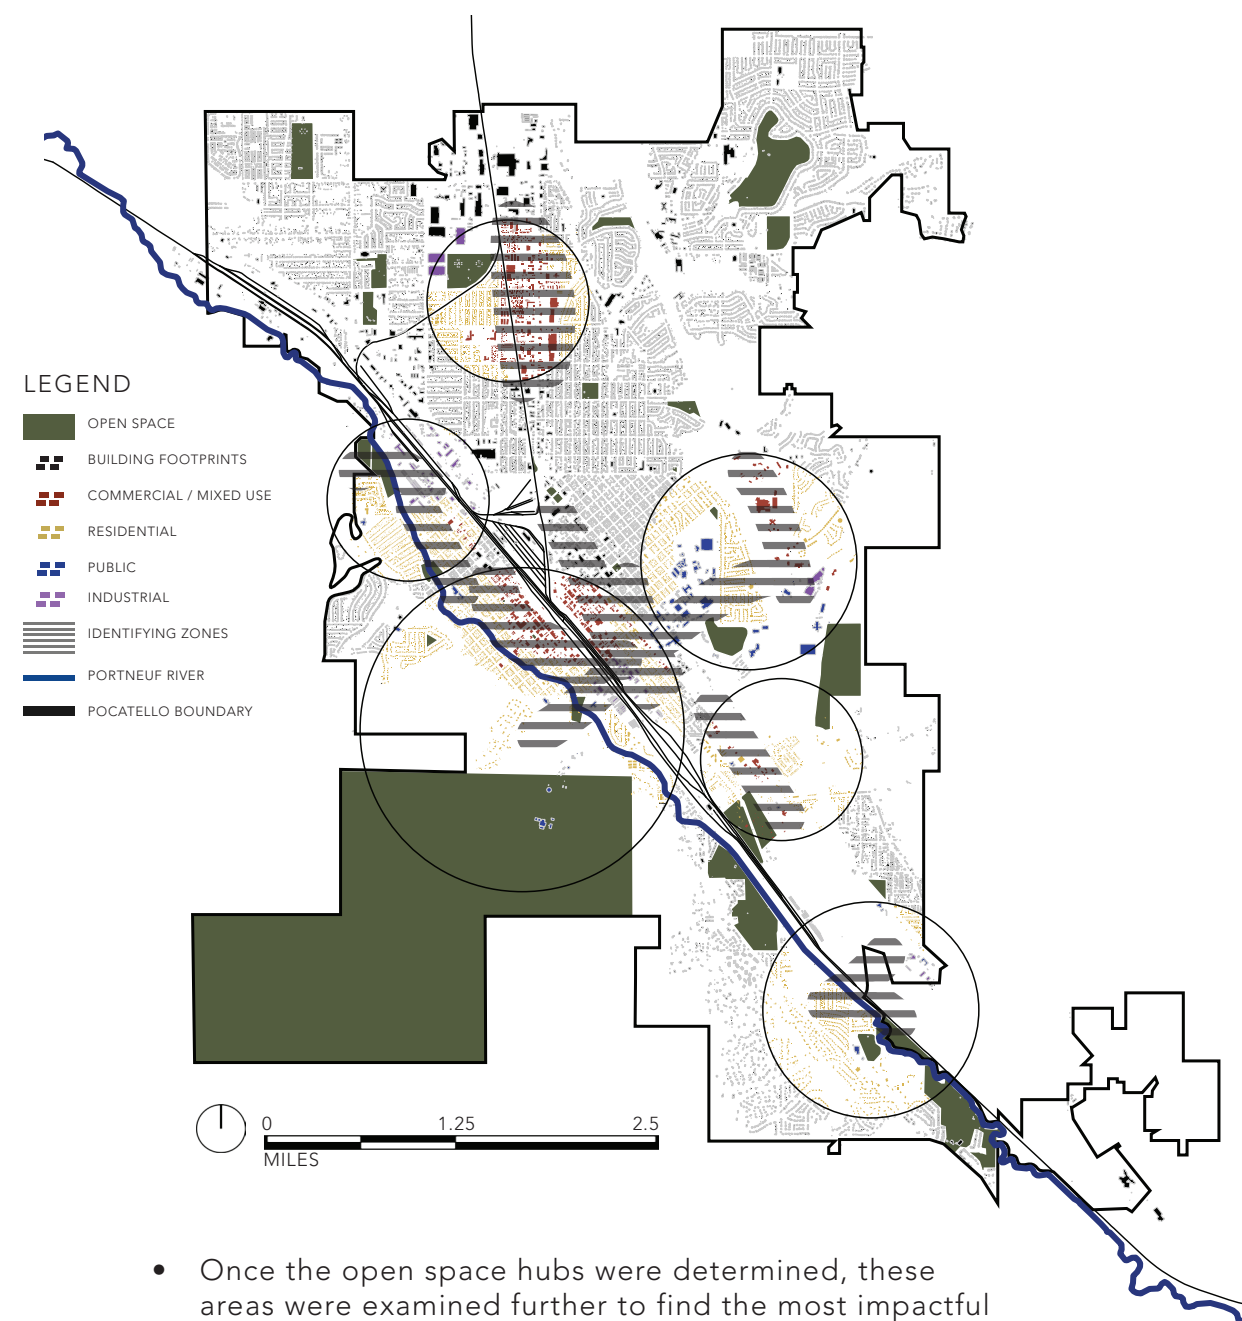 LEGEND
OPEN SPACE
BUILDING FOOTPRINTS
COMMERCIAL / MIXED USE
RESIDENTIAL
PUBLIC
INDUSTRIAL
IDENTIFYING ZONES
PORTNEUF RIVER
POCATELLO BOUNDARY
0 1.25 2.5
MILES
• Once the open space hubs were determined, these
areas were examined further to find the most impactful